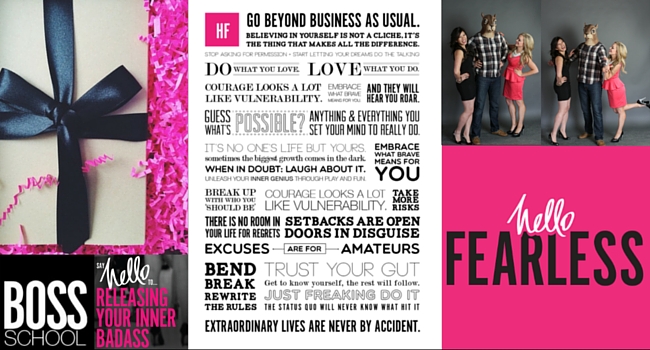 BOSS
SCHOOL
SAY hello TO...
RELEASING
YOUR INNER
BADASS
HF
GO BEYOND BUSINESS AS USUAL.
BELIEVING IN YOURSELF IS NOT A CLICHE, IT'S
THE THING THAT MAKES ALL THE DIFFERENCE.
STOP ASKING FOR PERMISSION + START LETTING YOUR DREAMS DO THE TALKING
DO WHAT YOU LOVE. LOVE WHAT YOU DO.
COURAGE LOOKS A LOT
LIKE VULNERABILITY.
EMBRACE
WHAT BRAVE
MEANS FOR YOU
AND THEY WILL
HEAR YOU ROAR.
GUESS
WHAT'S
POSSIBLE?
ANYTHING & EVERYTHING YOU
SET YOUR MIND TO REALLY DO.
IT'S NO ONE'S LIFE BUT YOURS.
sometimes the biggest growth comes in the dark.
WHEN IN DOUBT: LAUGH ABOUT IT.
UNLEASH YOUR INNER GENIUS THROUGH PLAY AND FUN.
EMBRACE
WHAT BRAVE
MEANS FOR
YOU
BREAK UP
WITH WHO YOU
'SHOULD BE'
COURAGE LOOKS A LOT
LIKE VULNERABILITY.
TAKE
MORE
RISKS
THERE IS NO ROOM IN
YOUR LIFE FOR REGRETS
SETBACKS ARE OPEN
DOORS IN DISGUISE
EXCUSES ARE FOR AMATEURS
BEND
BREAK
REWRITE
THE RULES
TRUST YOUR GUT
Get to know yourself, the rest will follow.
JUST FREAKING DO IT
THE STATUS QUO WILL NEVER KNOW WHAT HIT IT
EXTRAORDINARY LIVES ARE NEVER BY ACCIDENT.
hello
FEARLESS